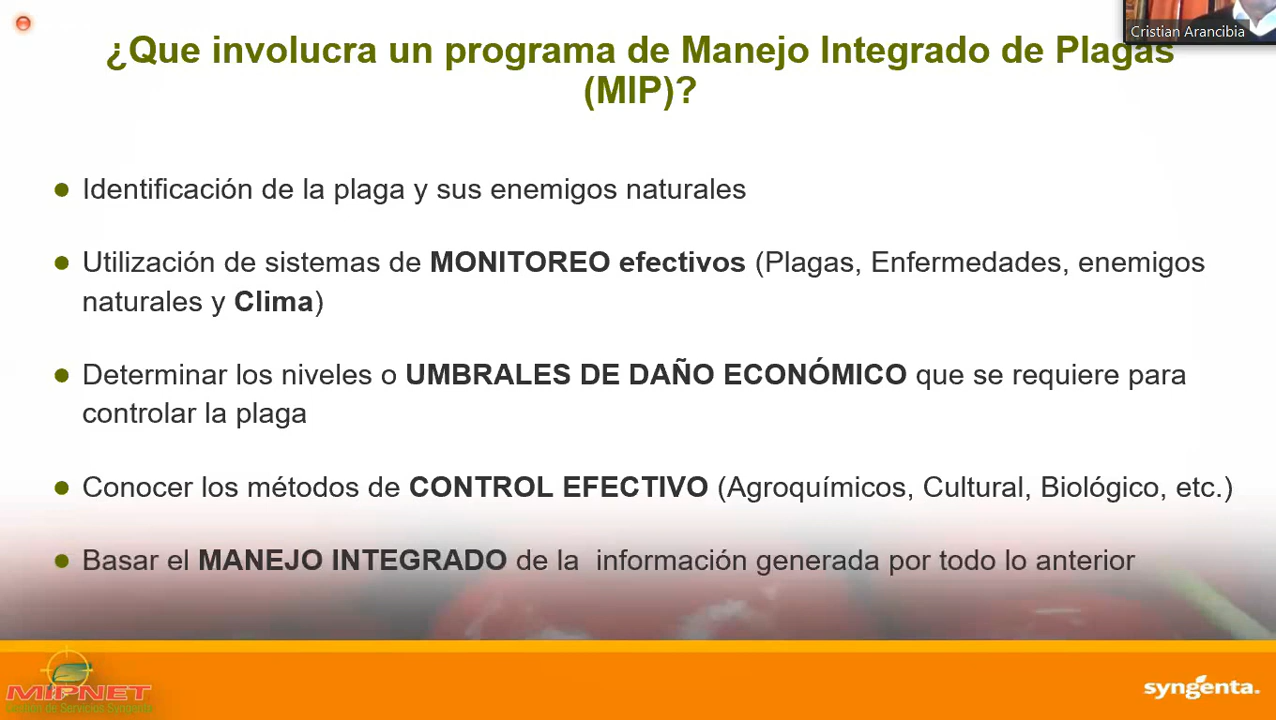 Cristian Arancibia
¿Que involucra un programa de Manejo Integrado de Plagas
(MIP)?
● Identificación de la plaga y sus enemigos naturales
● Utilización de sistemas de MONITOREO efectivos (Plagas, Enfermedades, enemigos
naturales y Clima)
● Determinar los niveles o UMBRALES DE DAÑO ECONÓMICO que se requiere para
controlar la plaga
● Conocer los métodos de CONTROL EFECTIVO (Agroquímicos, Cultural, Biológico, etc.)
● Basar el MANEJO INTEGRADO de la información generada por todo lo anterior
MIPNET
de Servicios Syngenta
syngenta.